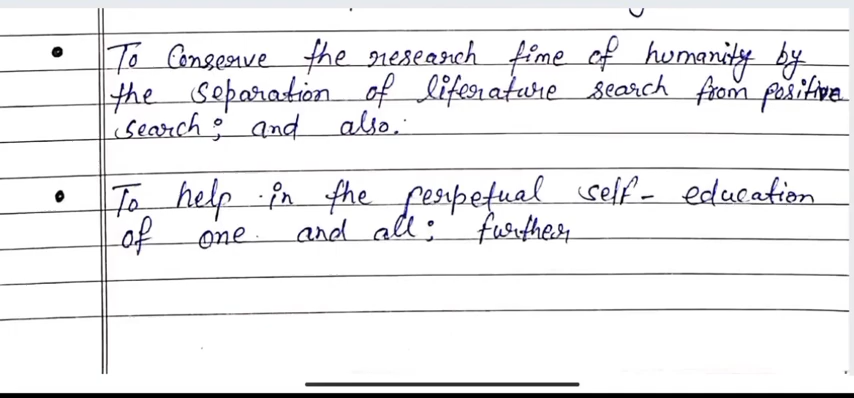 • To Conserve the research time of humanity by
the separation of literature search from positive
search; and also.
• To help in the perpetual self-education
of one and all; further